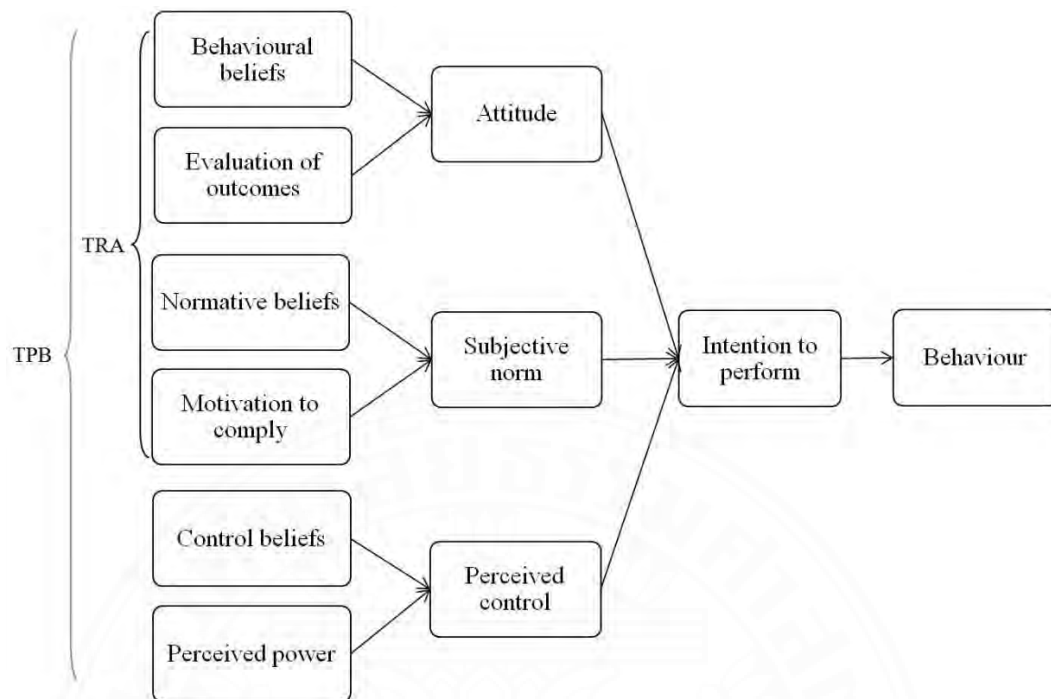 Behavioural
beliefs
Attitude
Evaluation of
outcomes
TRA
Normative beliefs
Subjective
norm
Intention to
perform
Behaviour
TPB
Motivation to
comply
Control beliefs
Perceived
control
Perceived power